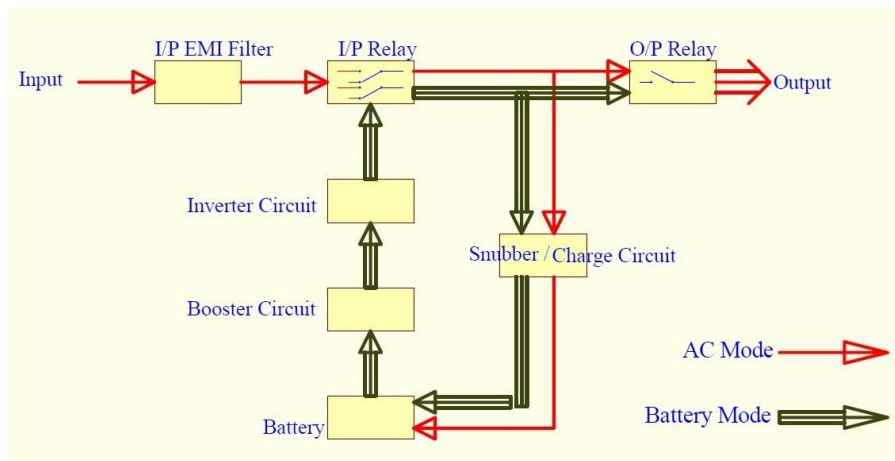 I/P EMI Filter
I/P Relay
O/P Relay
Input
Output
Inverter Circuit
Snubber / Charge Circuit
Booster Circuit
AC Mode
Battery Mode
Battery